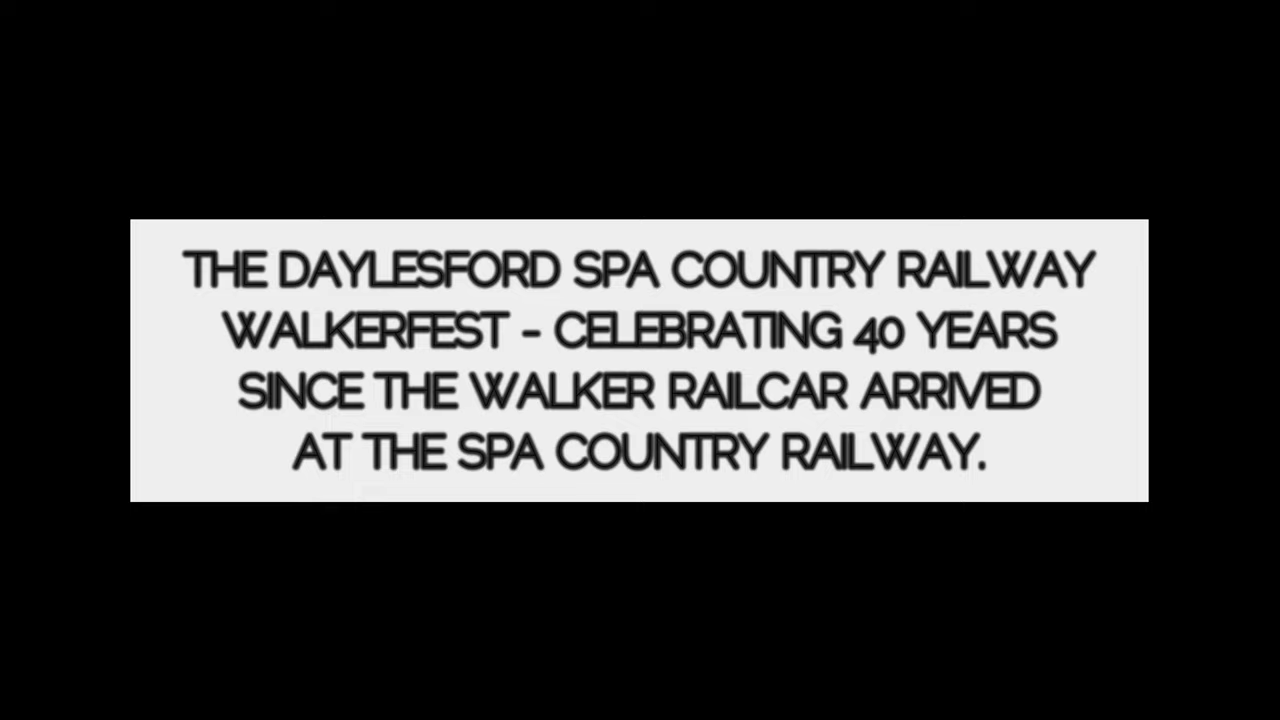 THE DAYLESFORD SPA COUNTRY RAILWAY
WALKERFEST - CELEBRATING 40 YEARS
SINCE THE WALKER RAILCAR ARRIVED
AT THE SPA COUNTRY RAILWAY.